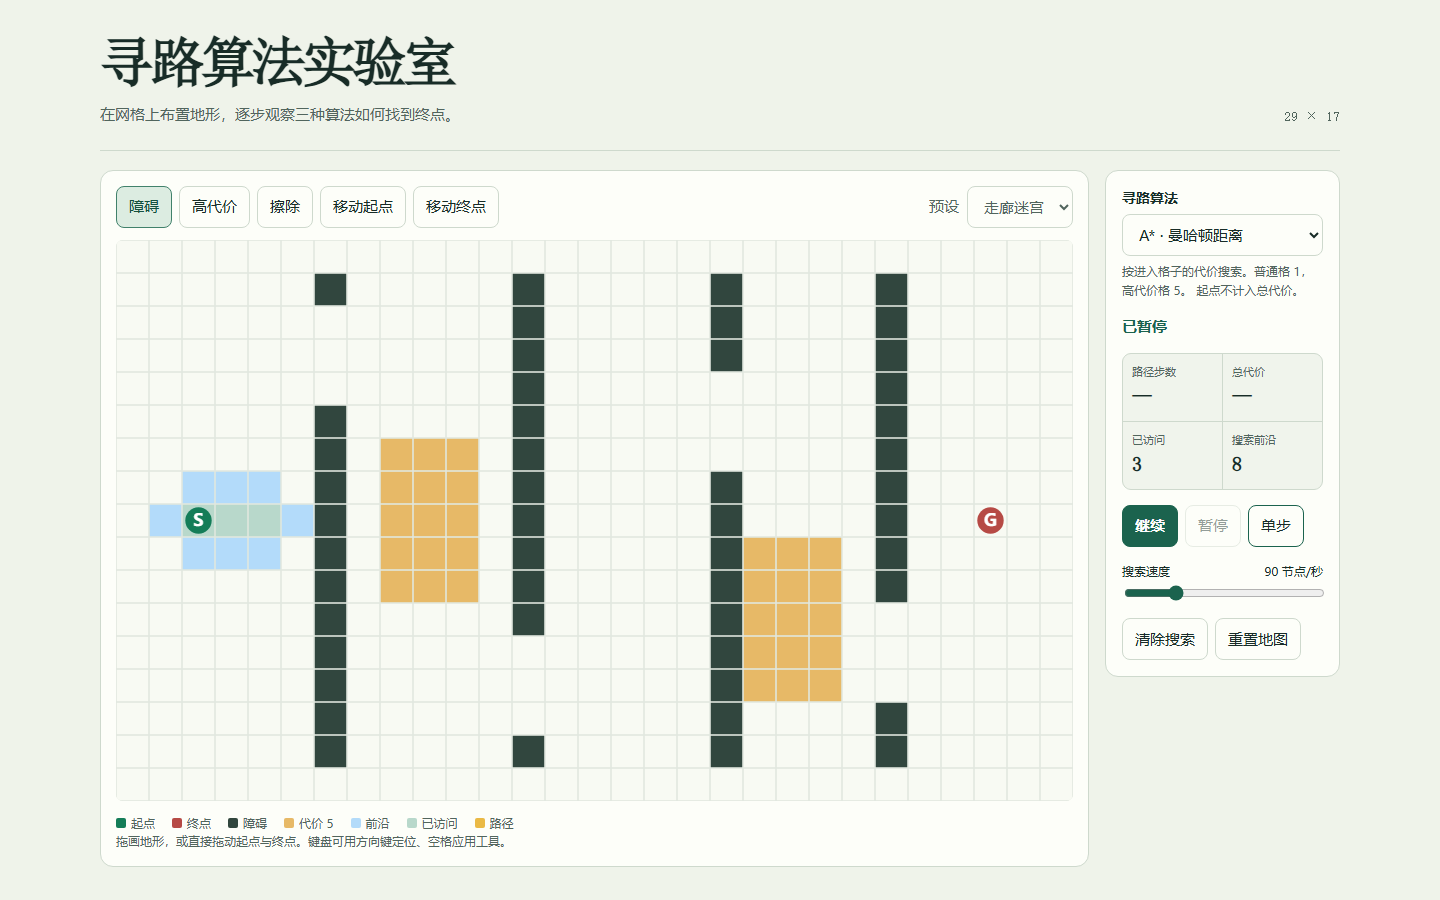 寻路算法实验室
在网格上布置地形，逐步观察三种算法如何找到终点。
29 × 17
障碍 高代价 擦除 移动起点 移动终点 预设 走廊迷宫
S
G
起点 终点 障碍 代价 5 前沿 已访问 路径
拖画地形，或直接拖动起点与终点。键盘可用方向键定位、空格应用工具。
寻路算法
A* · 曼哈顿距离
按进入格子的代价搜索。普通格 1，
高代价格 5。 起点不计入总代价。
已暂停
路径步数 总代价
— —
已访问 搜索前沿
3 8
继续 暂停 单步
搜索速度 90 节点/秒
清除搜索 重置地图